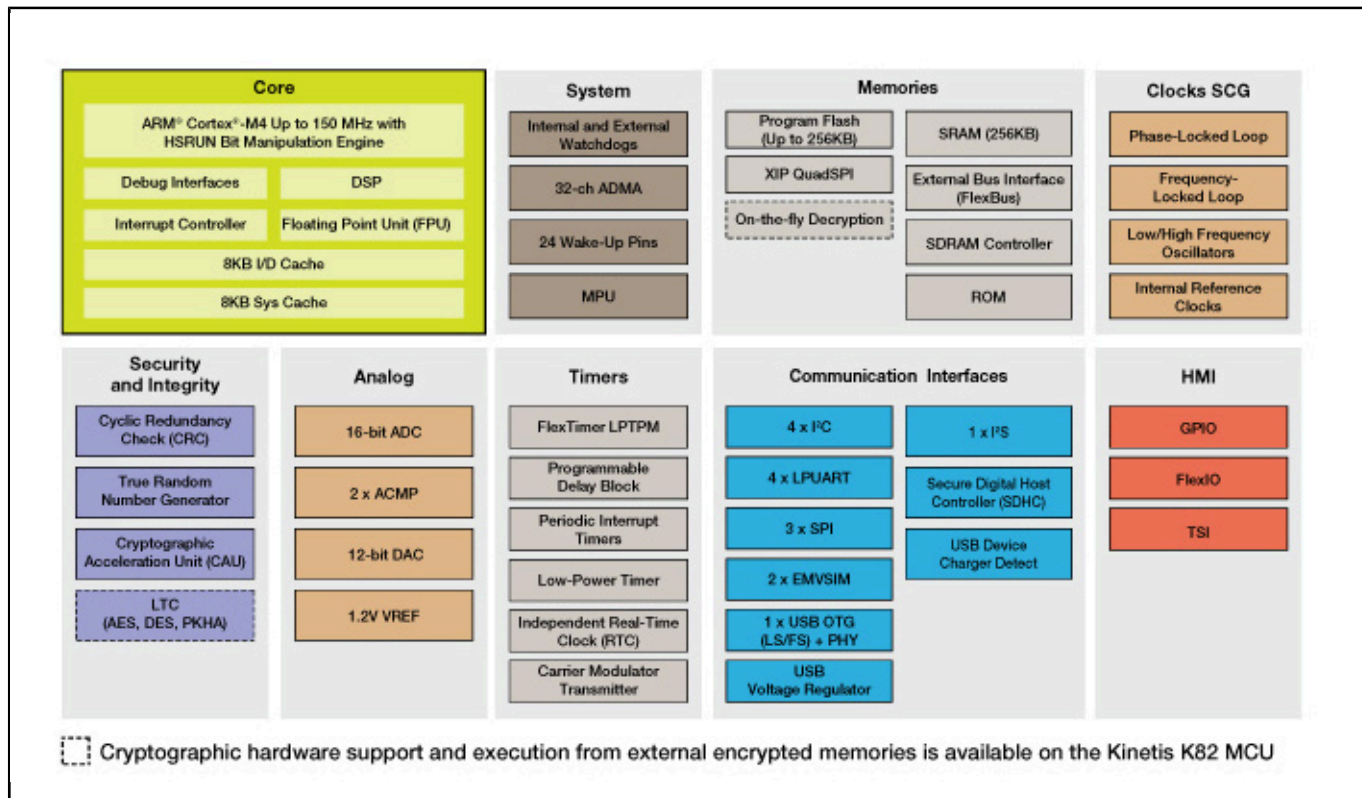 Core
ARM® Cortex®-M4 Up to 150 MHz with
HSRUN Bit Manipulation Engine
Debug Interfaces
DSP
Interrupt Controller
Floating Point Unit (FPU)
8KB I/D Cache
8KB Sys Cache
System
Internal and External
Watchdogs
32-ch ADMA
24 Wake-Up Pins
MPU
Memories
Program Flash
(Up to 256KB)
XIP QuadSPI
On-the-fly Decryption
SRAM (256KB)
External Bus Interface
(FlexBus)
SDRAM Controller
ROM
Clocks SCG
Phase-Locked Loop
Frequency-
Locked Loop
Low/High Frequency
Oscillators
Internal Reference
Clocks
Security
and Integrity
Cyclic Redundancy
Check (CRC)
True Random
Number Generator
Cryptographic
Acceleration Unit (CAU)
LTC
(AES, DES, PKHA)
Analog
16-bit ADC
2 x ACMP
12-bit DAC
1.2V VREF
Timers
FlexTimer LPTPM
Programmable
Delay Block
Periodic Interrupt
Timers
Low-Power Timer
Independent Real-Time
Clock (RTC)
Carrier Modulator
Transmitter
Communication Interfaces
4 x I²C
4 x LPUART
3 x SPI
2 x EMVSIM
1 x USB OTG
(LS/FS) + PHY
USB
Voltage Regulator
1 x I²S
Secure Digital Host
Controller (SDHC)
USB Device
Charger Detect
HMI
GPIO
FlexIO
TSI
Cryptographic hardware support and execution from external encrypted memories is available on the Kinetis K82 MCU